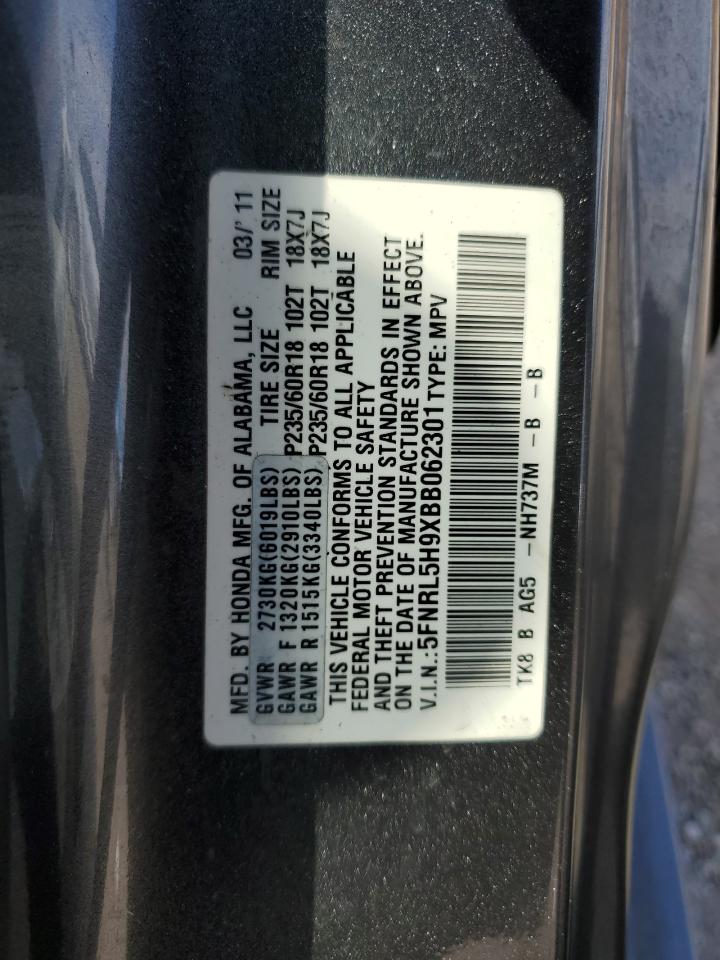 MFD. BY HONDA MFG. OF ALABAMA, LLC 03/'11
GVWR 2730KG(6019LBS) TIRE SIZE RIM SIZE
GAWR F 1320KG(2910LBS) P235/60R18 102T 18X7J
GAWR R 1515KG(3340LBS) P235/60R18 102T 18X7J
THIS VEHICLE CONFORMS TO ALL APPLICABLE
FEDERAL MOTOR VEHICLE SAFETY
AND THEFT PREVENTION STANDARDS IN EFFECT
ON THE DATE OF MANUFACTURE SHOWN ABOVE.
V.I.N.:5FNRL5H9XBB062301 TYPE: MPV
TK8 B AG5 -NH737M -B -B